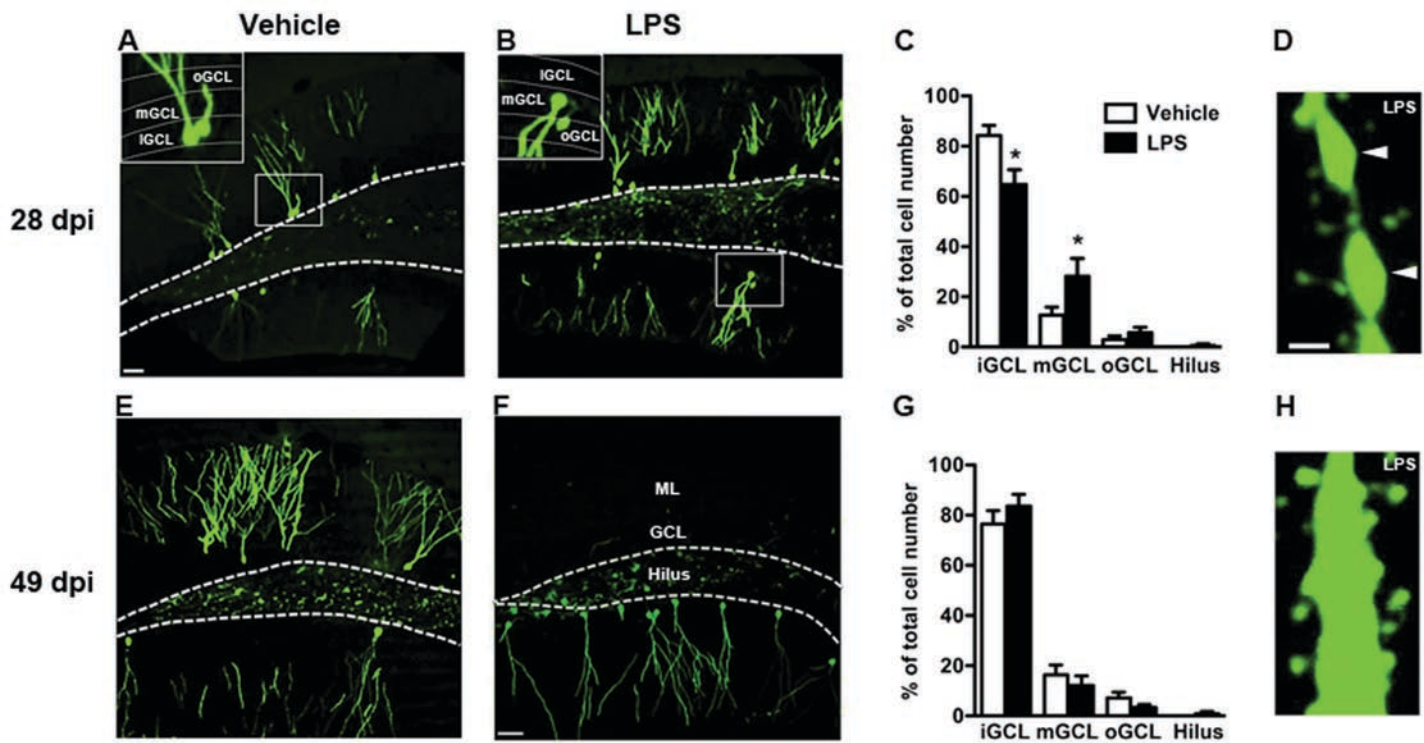 Vehicle
LPS
A
oGCL
mGCL
IGCL
B
IGCL
mGCL
oGCL
C
% of total cell number
100
80
60
40
20
0
*
*
Vehicle
LPS
iGCL mGCL oGCL Hilus
D
LPS
28 dpi
E
F
ML
GCL
Hilus
G
% of total cell number
100
80
60
40
20
0
iGCL mGCL oGCL Hilus
H
LPS
49 dpi